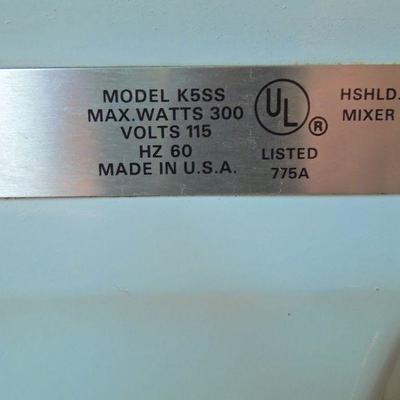 MODEL K5SS
MAX.WATTS 300
VOLTS 115
HZ 60
MADE IN U.S.A.
UL ®
LISTED
775A
HSHLD.
MIXER